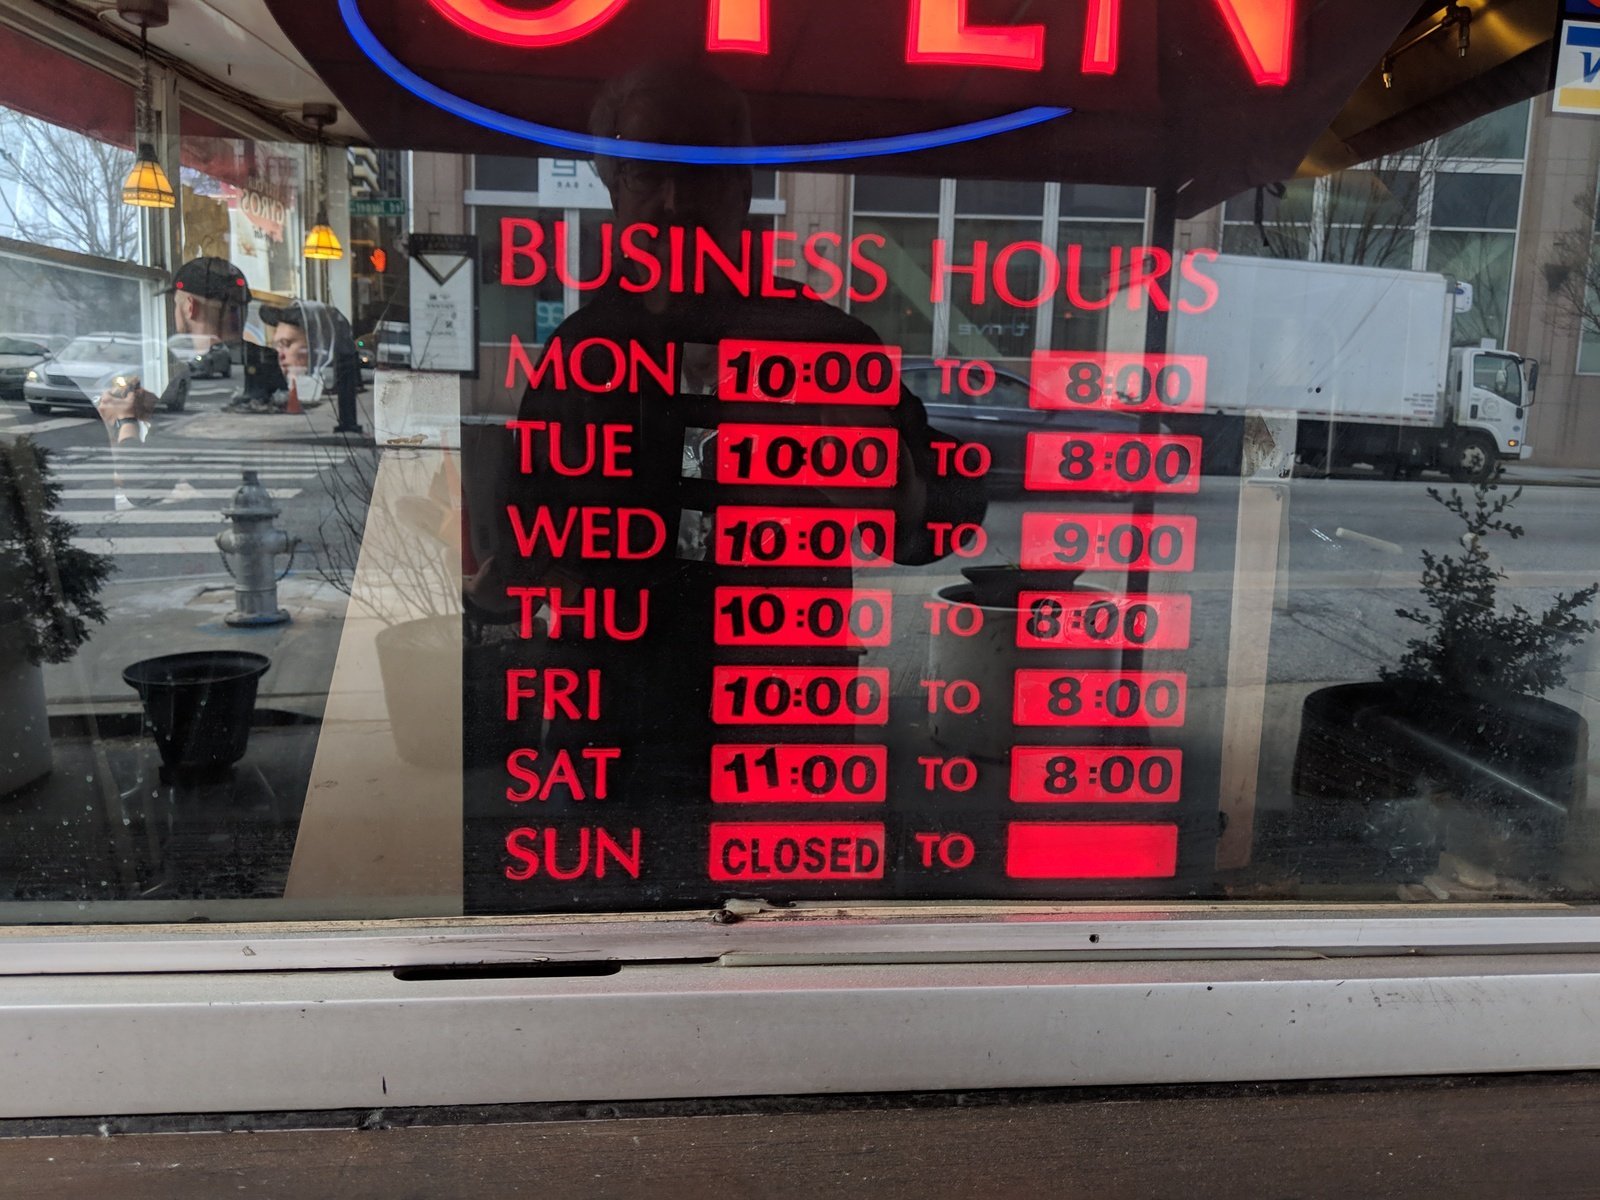 OPEN
GYROS
BUSINESS HOURS
MON 10:00 TO 8:00
TUE 10:00 TO 8:00
WED 10:00 TO 9:00
THU 10:00 TO 8:00
FRI 10:00 TO 8:00
SAT 11:00 TO 8:00
SUN CLOSED TO